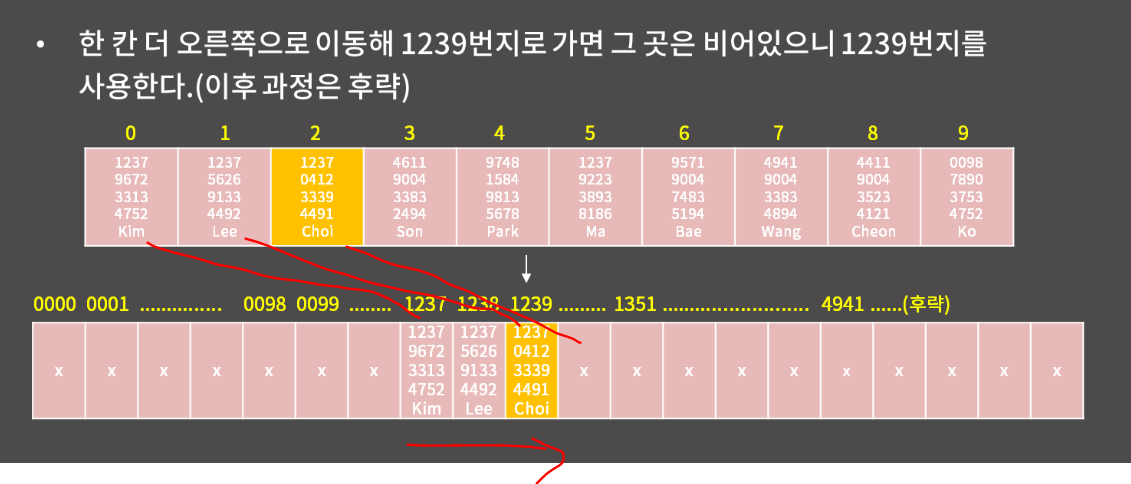 • 한 칸 더 오른쪽으로 이동해 1239번지로 가면 그 곳은 비어있으니 1239번지를
사용한다.(이후 과정은 후략)
0 1 2 3 4 5 6 7 8 9
1237 1237 1237 4611 9748 1237 9571 4941 4411 0098
9672 5626 0412 9004 1584 9223 9004 9004 9004 7890
3313 9133 3339 3383 9813 3893 7483 3383 3523 3753
4752 4492 4491 2494 5678 8186 5194 4894 4121 4752
Kim Lee Choi Son Park Ma Bae Wang Cheon Ko
0000 0001 ............... 0098 0099 ........ 1237 1238 1239 ......... 1351 ........................... 4941 ......(후략)
1237 1237 1237
9672 5626 0412
x x x x x x 3313 9133 3339 x x x x x x x x x x
4752 4492 4491
Kim Lee Choi